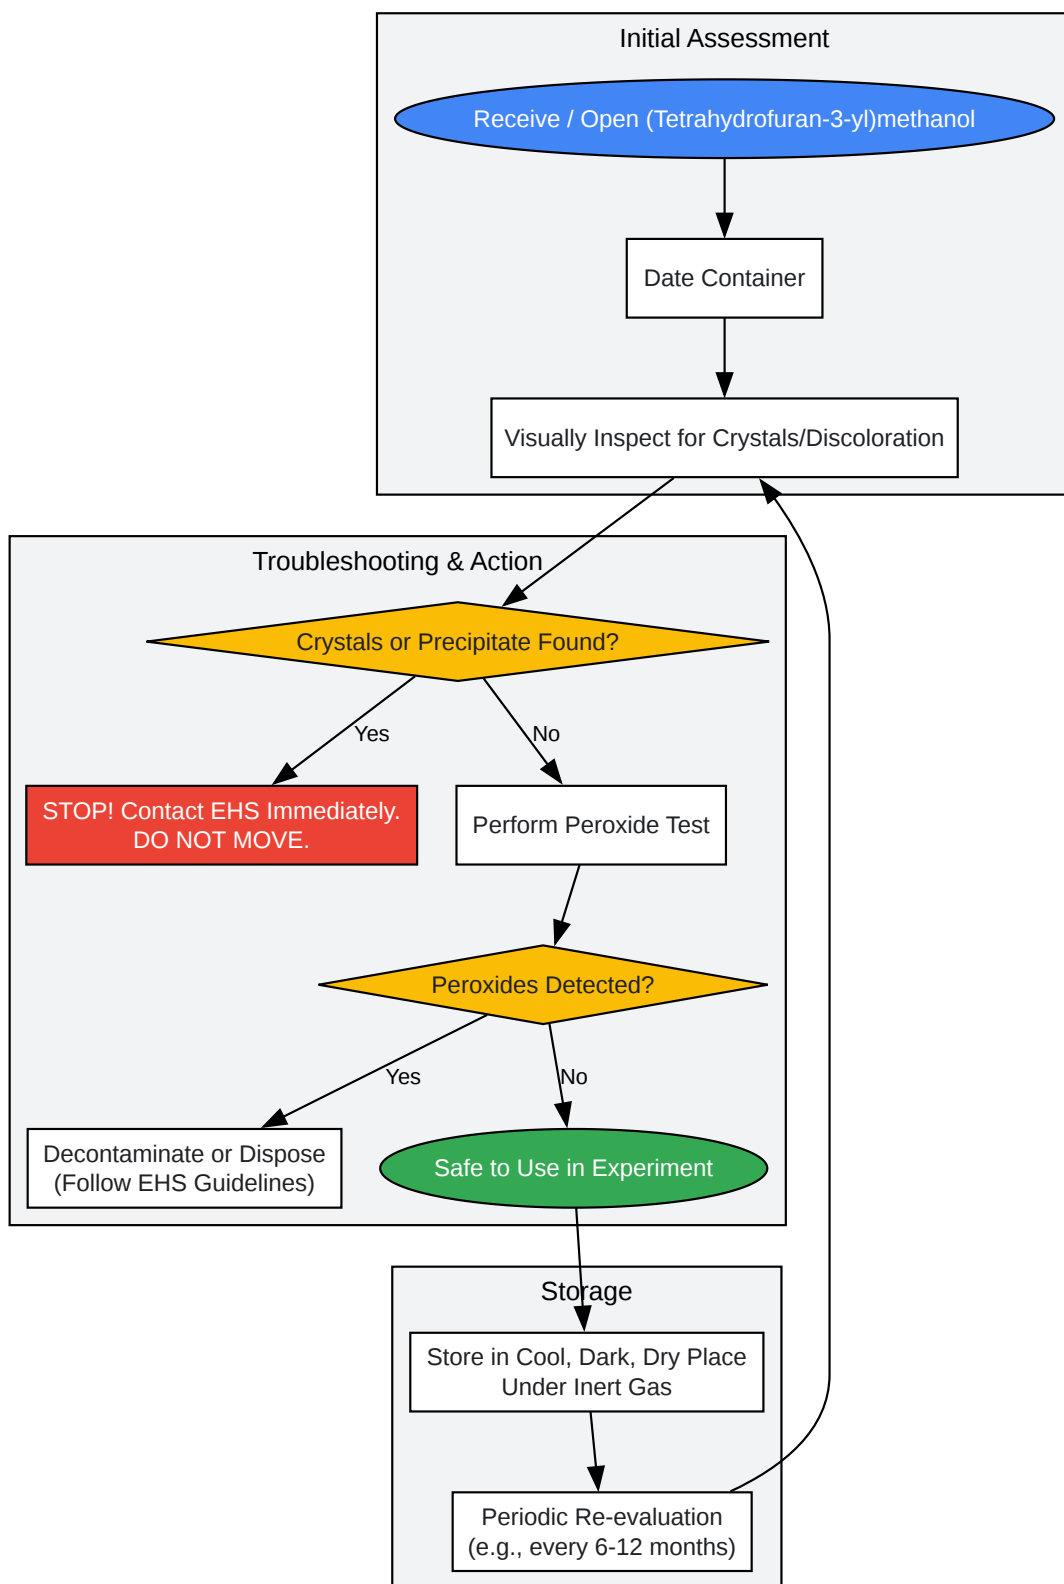 Initial Assessment
Receive / Open (Tetrahydrofuran-3-yl)methanol
Date Container
Visually Inspect for Crystals/Discoloration
Troubleshooting & Action
Crystals or Precipitate Found?
Yes
No
STOP! Contact EHS Immediately.
DO NOT MOVE.
Perform Peroxide Test
Peroxides Detected?
Yes
No
Decontaminate or Dispose
(Follow EHS Guidelines)
Safe to Use in Experiment
Storage
Store in Cool, Dark, Dry Place
Under Inert Gas
Periodic Re-evaluation
(e.g., every 6-12 months)